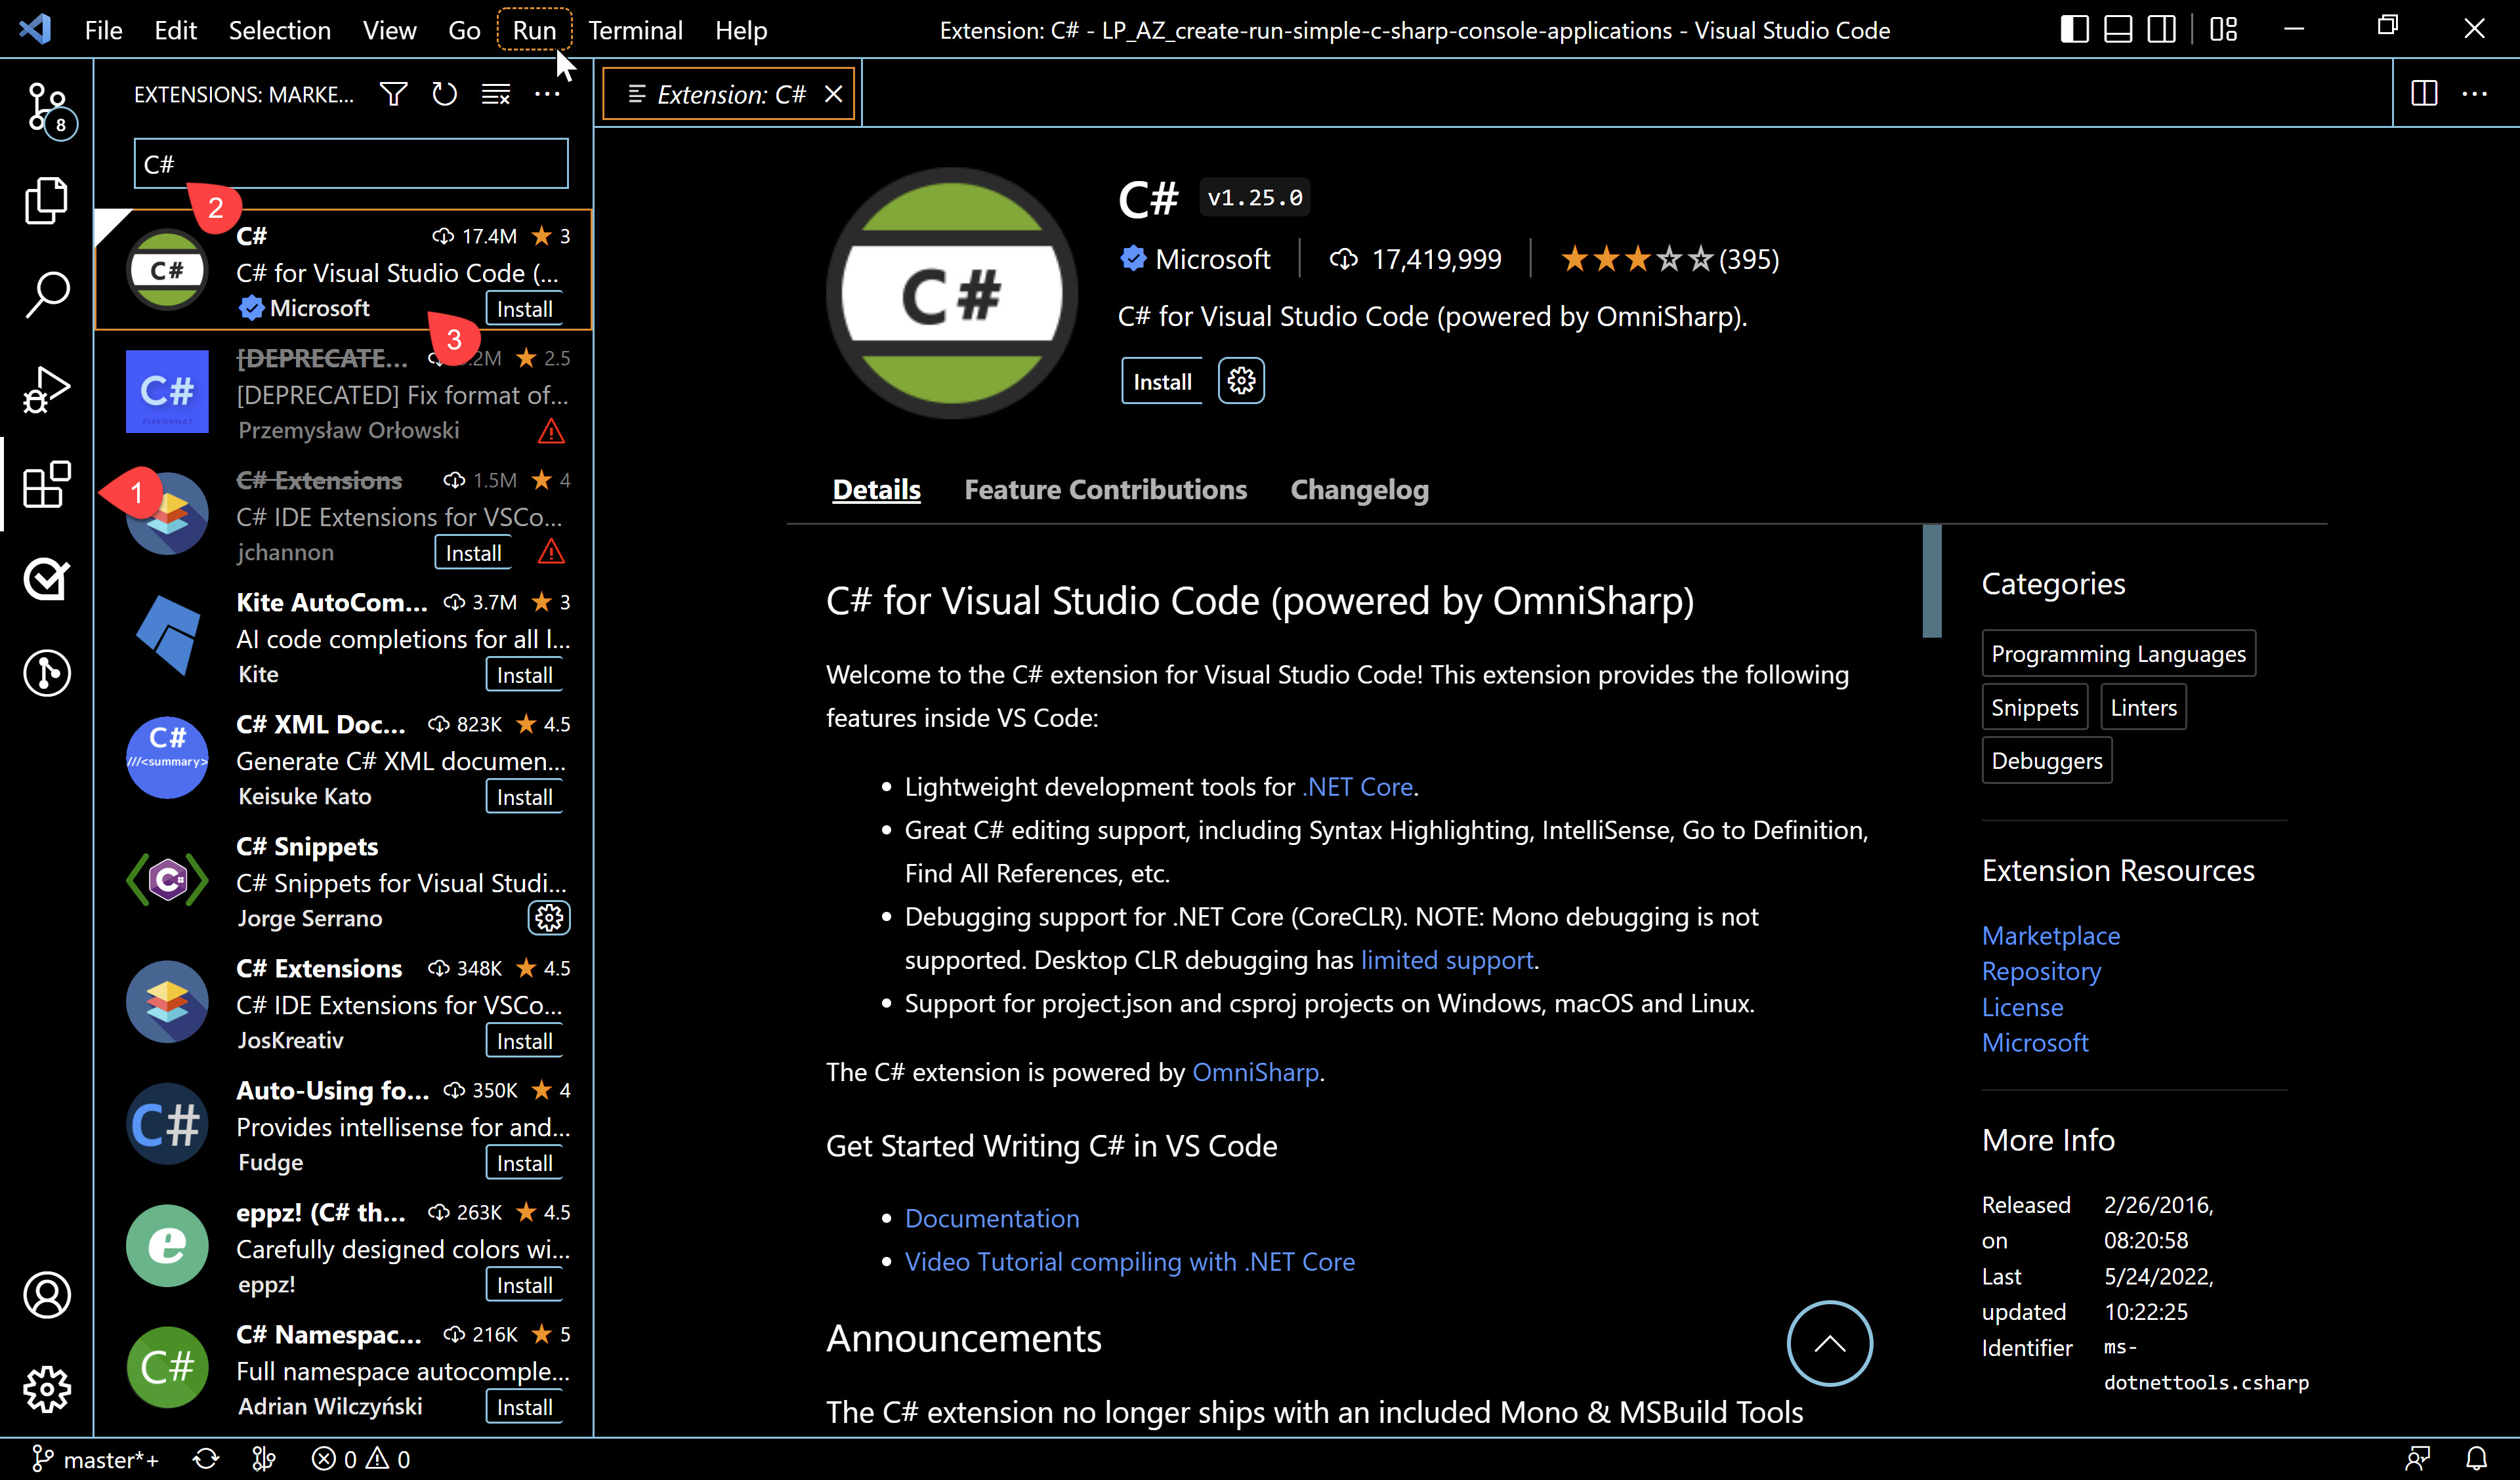 File Edit Selection View Go Run Terminal Help
Extension: C# - LP_AZ_create-run-simple-c-sharp-console-applications - Visual Studio Code
8
EXTENSIONS: MARKE...
C#
2
C# 17.4M 3
C# for Visual Studio Code (...
Microsoft Install
3
[DEPRECATE... .2M 2.5
[DEPRECATED] Fix format of...
Przemysław Orłowski
C#
FIXFORMAT
1
C# Extensions 1.5M 4
C# IDE Extensions for VSCo...
jchannon Install
Kite AutoCom... 3.7M 3
AI code completions for all l...
Kite Install
C#
///<summary>
C# XML Doc... 823K 4.5
Generate C# XML documen...
Keisuke Kato Install
C# Snippets
C# Snippets for Visual Studi...
Jorge Serrano
C# Extensions 348K 4.5
C# IDE Extensions for VSCo...
JosKreativ Install
C#
Auto-Using fo... 350K 4
Provides intellisense for and...
Fudge Install
e
eppz! (C# th... 263K 4.5
Carefully designed colors wi...
eppz! Install
C#
C# Namespac... 216K 5
Full namespace autocomple...
Adrian Wilczyński Install
Extension: C#
C#
C# v1.25.0
Microsoft 17,419,999 (395)
C# for Visual Studio Code (powered by OmniSharp).
Install
Details Feature Contributions Changelog
C# for Visual Studio Code (powered by OmniSharp)
Welcome to the C# extension for Visual Studio Code! This extension provides the following
features inside VS Code:
• Lightweight development tools for .NET Core.
• Great C# editing support, including Syntax Highlighting, IntelliSense, Go to Definition,
Find All References, etc.
• Debugging support for .NET Core (CoreCLR). NOTE: Mono debugging is not
supported. Desktop CLR debugging has limited support.
• Support for project.json and csproj projects on Windows, macOS and Linux.
The C# extension is powered by OmniSharp.
Get Started Writing C# in VS Code
• Documentation
• Video Tutorial compiling with .NET Core
Announcements
The C# extension no longer ships with an included Mono & MSBuild Tools
Categories
Programming Languages
Snippets Linters
Debuggers
Extension Resources
Marketplace
Repository
License
Microsoft
More Info
Released 2/26/2016,
on 08:20:58
Last 5/24/2022,
updated 10:22:25
Identifier ms-
dotnettools.csharp
master*+ 0 0